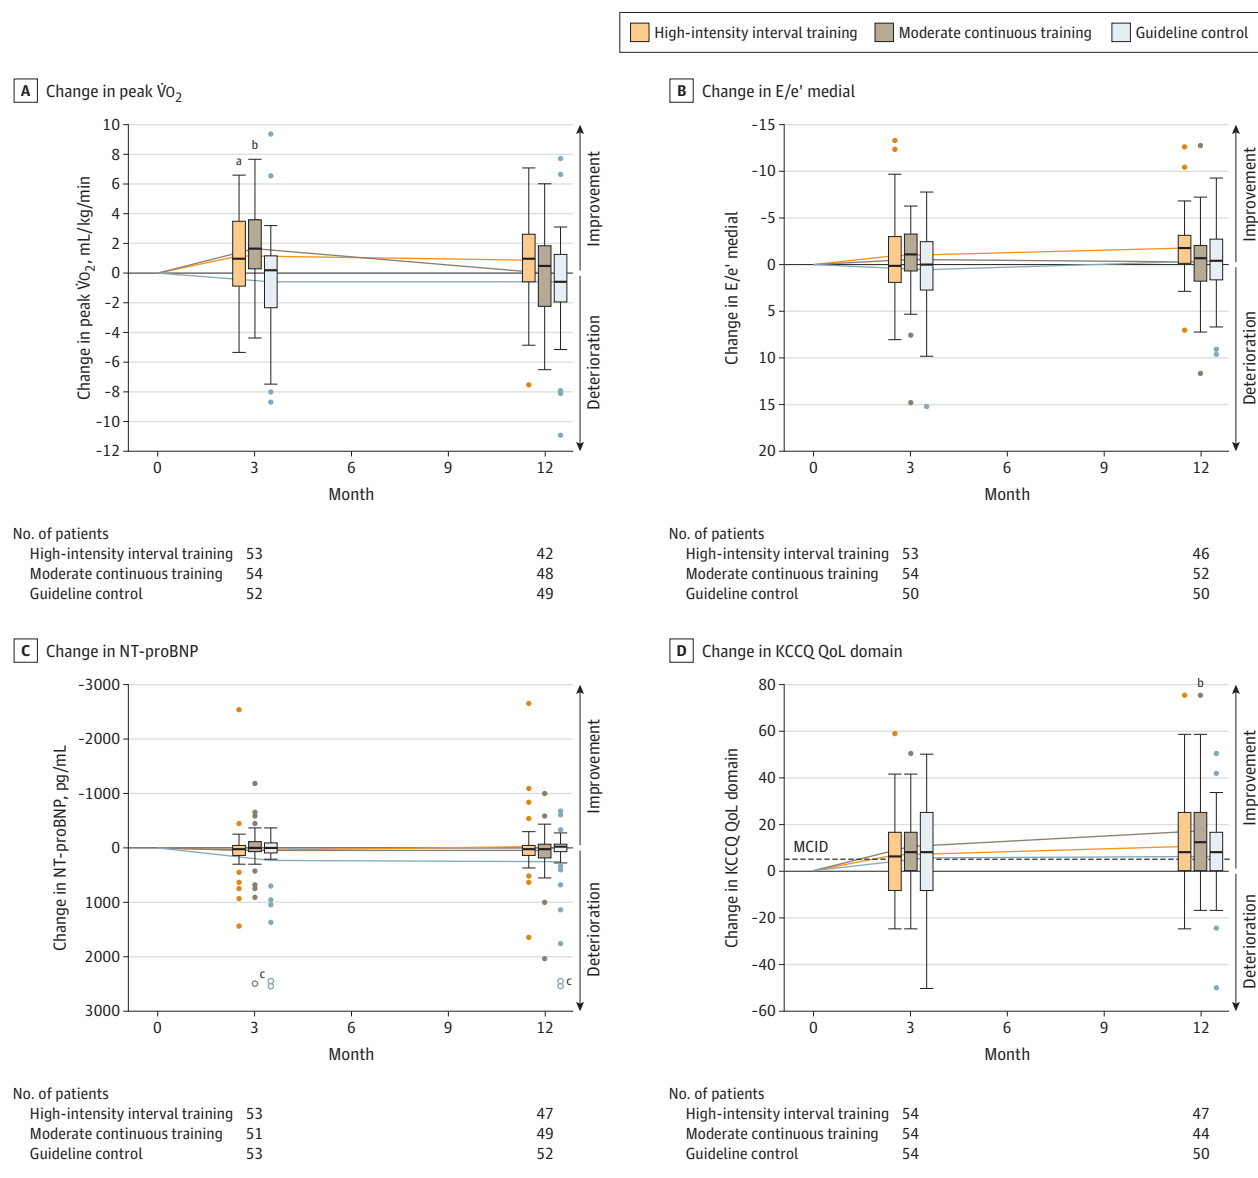 High-intensity interval training Moderate continuous training Guideline control
A Change in peak V̇O2
Change in peak V̇O2, mL/kg/min
10
8
6
4
2
0
-2
-4
-6
-8
-10
-12
a
b
Improvement
Deterioration
0 3 6 9 12
Month
No. of patients
High-intensity interval training 53 42
Moderate continuous training 54 48
Guideline control 52 49
B Change in E/e' medial
Change in E/e' medial
-15
-10
-5
0
5
10
15
20
Improvement
Deterioration
0 3 6 9 12
Month
No. of patients
High-intensity interval training 53 46
Moderate continuous training 54 52
Guideline control 50 50
C Change in NT-proBNP
Change in NT-proBNP, pg/mL
-3000
-2000
-1000
0
1000
2000
3000
c
c
Improvement
Deterioration
0 3 6 9 12
Month
No. of patients
High-intensity interval training 53 47
Moderate continuous training 51 49
Guideline control 53 52
D Change in KCCQ QoL domain
Change in KCCQ QoL domain
80
60
40
20
0
-20
-40
-60
MCID
b
Improvement
Deterioration
0 3 6 9 12
Month
No. of patients
High-intensity interval training 54 47
Moderate continuous training 54 44
Guideline control 54 50